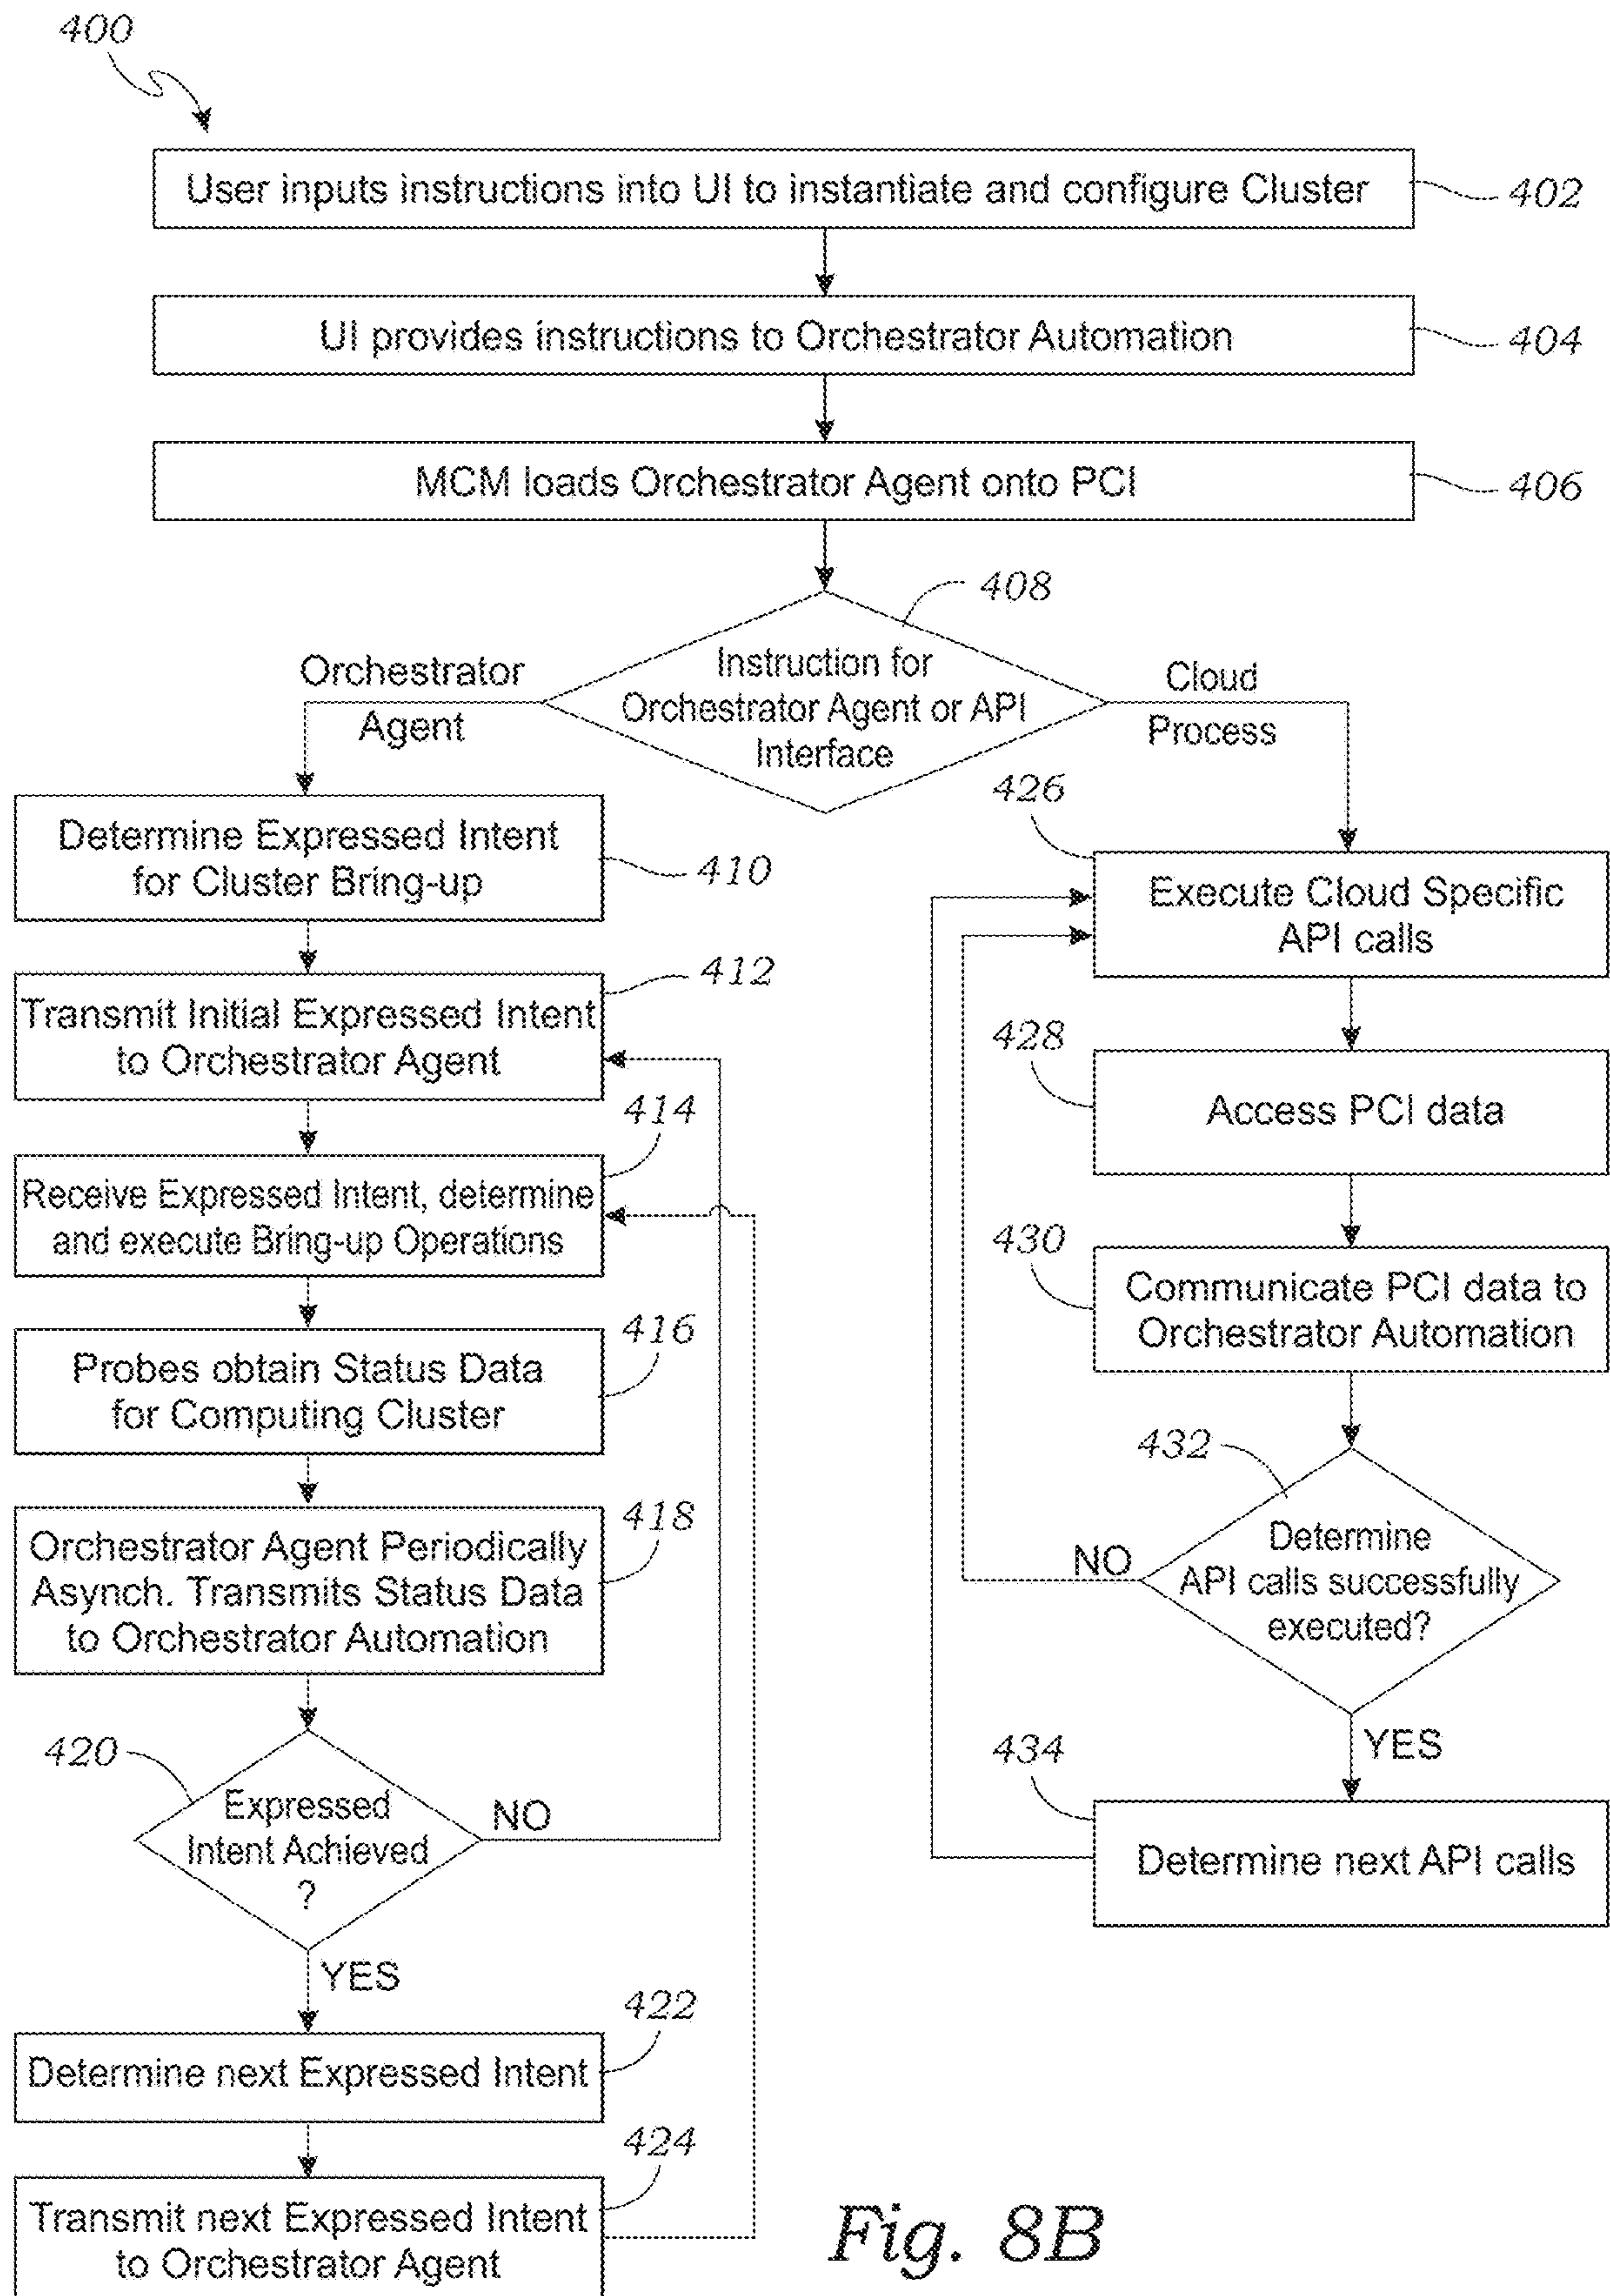 400
User inputs instructions into UI to instantiate and configure Cluster
402
UI provides instructions to Orchestrator Automation
404
MCM loads Orchestrator Agent onto PCI
406
408
Instruction for
Orchestrator Agent or API
Interface
Orchestrator
Agent
Cloud
Process
Determine Expressed Intent
for Cluster Bring-up
410
Transmit Initial Expressed Intent
to Orchestrator Agent
412
Receive Expressed Intent, determine
and execute Bring-up Operations
414
Probes obtain Status Data
for Computing Cluster
416
Orchestrator Agent Periodically
Asynch. Transmits Status Data
to Orchestrator Automation
418
420
Expressed
Intent Achieved
?
NO
YES
Determine next Expressed Intent
422
Transmit next Expressed Intent
to Orchestrator Agent
424
426
Execute Cloud Specific
API calls
428
Access PCI data
430
Communicate PCI data to
Orchestrator Automation
432
Determine
API calls successfully
executed?
NO
YES
434
Determine next API calls
Fig. 8B